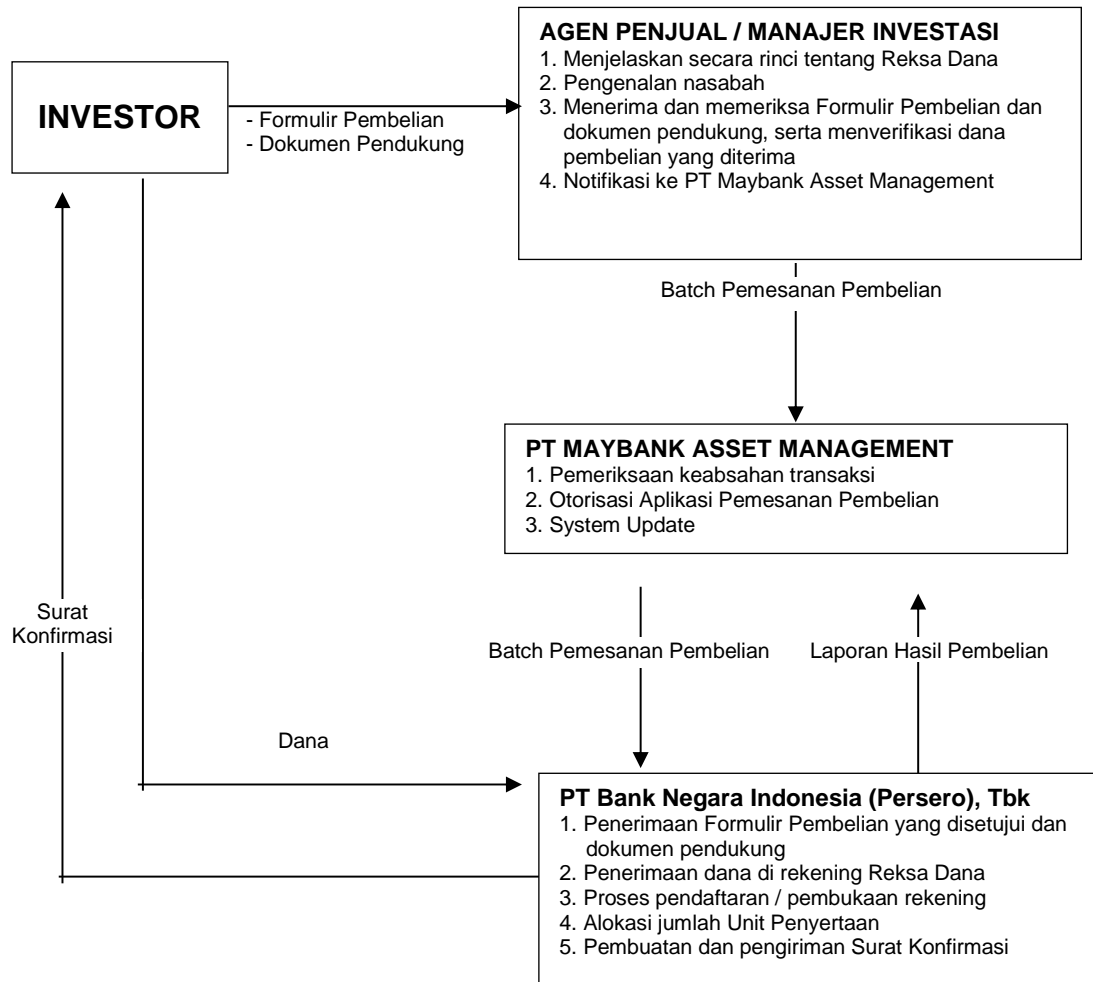 AGEN PENJUAL / MANAJER INVESTASI
1. Menjelaskan secara rinci tentang Reksa Dana
2. Pengenalan nasabah
3. Menerima dan memeriksa Formulir Pembelian dan
dokumen pendukung, serta menverifikasi dana
pembelian yang diterima
4. Notifikasi ke PT Maybank Asset Management
INVESTOR
- Formulir Pembelian
- Dokumen Pendukung
Batch Pemesanan Pembelian
PT MAYBANK ASSET MANAGEMENT
1. Pemeriksaan keabsahan transaksi
2. Otorisasi Aplikasi Pemesanan Pembelian
3. System Update
Surat
Konfirmasi
Batch Pemesanan Pembelian
Laporan Hasil Pembelian
Dana
PT Bank Negara Indonesia (Persero), Tbk
1. Penerimaan Formulir Pembelian yang disetujui dan
dokumen pendukung
2. Penerimaan dana di rekening Reksa Dana
3. Proses pendaftaran / pembukaan rekening
4. Alokasi jumlah Unit Penyertaan
5. Pembuatan dan pengiriman Surat Konfirmasi